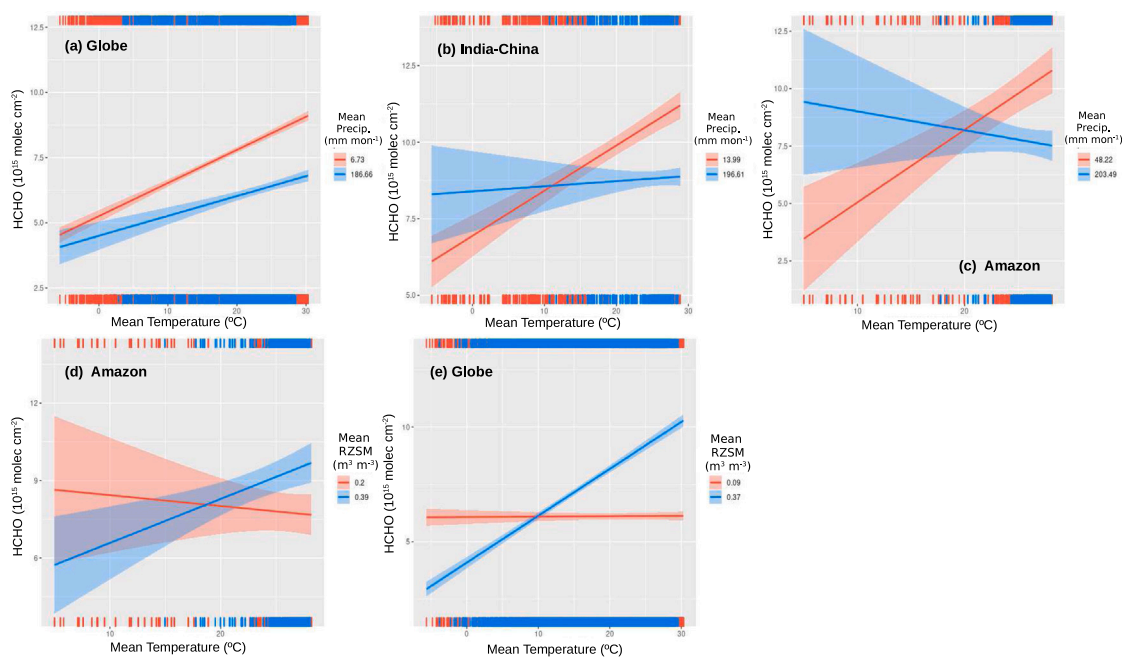 (a) Globe
HCHO (10¹⁵ molec cm⁻²)
12.5
10.0
7.5
5.0
2.5
0
10
20
30
Mean Temperature (ºC)
Mean
Precip.
(mm mon⁻¹)
6.73
186.66
(b) India-China
HCHO (10¹⁵ molec cm⁻²)
12.5
10.0
7.5
5.0
0
10
20
30
Mean Temperature (ºC)
Mean
Precip.
(mm mon⁻¹)
13.99
196.61
(c) Amazon
HCHO (10¹⁵ molec cm⁻²)
12.5
10.0
7.5
5.0
2.5
10
20
Mean Temperature (ºC)
Mean
Precip.
(mm mon⁻¹)
48.22
203.49
(d) Amazon
HCHO (10¹⁵ molec cm⁻²)
12
9
6
10
20
Mean Temperature (ºC)
Mean
RZSM
(m³ m⁻³)
0.2
0.39
(e) Globe
HCHO (10¹⁵ molec cm⁻²)
10
5
0
10
20
30
Mean Temperature (ºC)
Mean
RZSM
(m³ m⁻³)
0.09
0.37